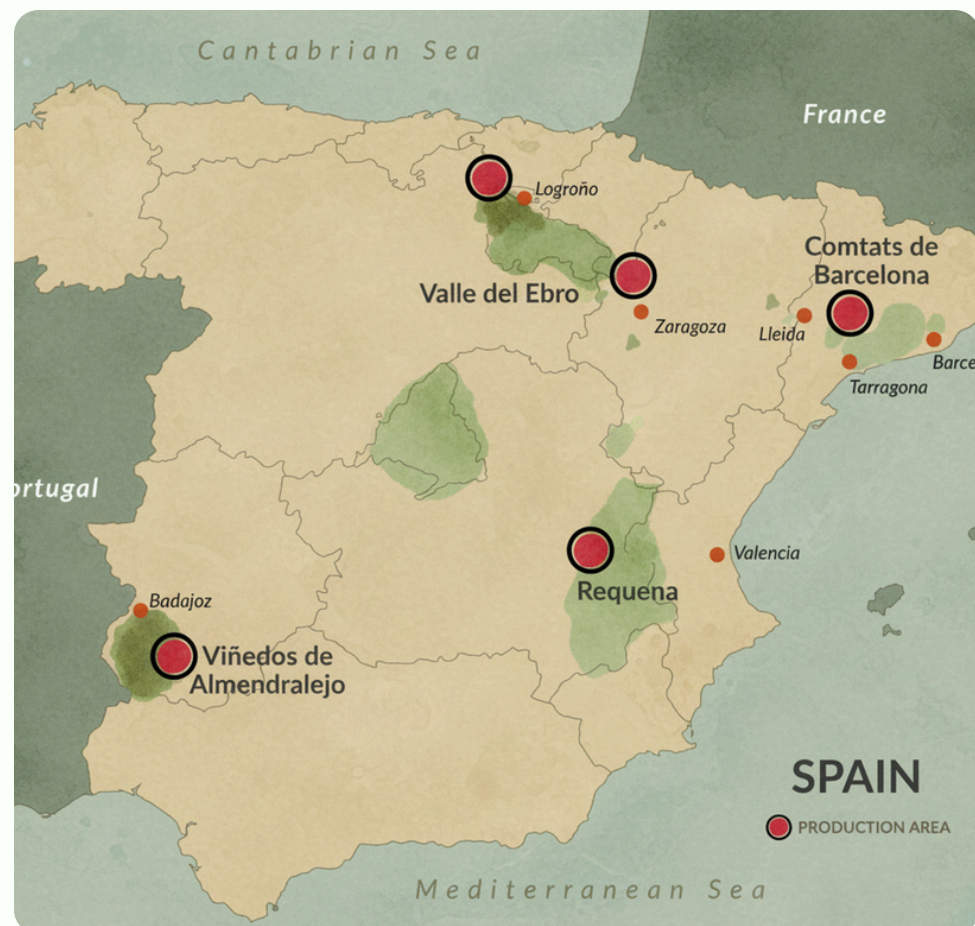 Cantabrian Sea
France
Logroño
Comtats de
Barcelona
Valle del Ebro
Zaragoza
Lleida
Barce
Tarragona
ortugal
Valencia
Requena
Badajoz
Viñedos de
Almendralejo
SPAIN
PRODUCTION AREA
Mediterranean Sea